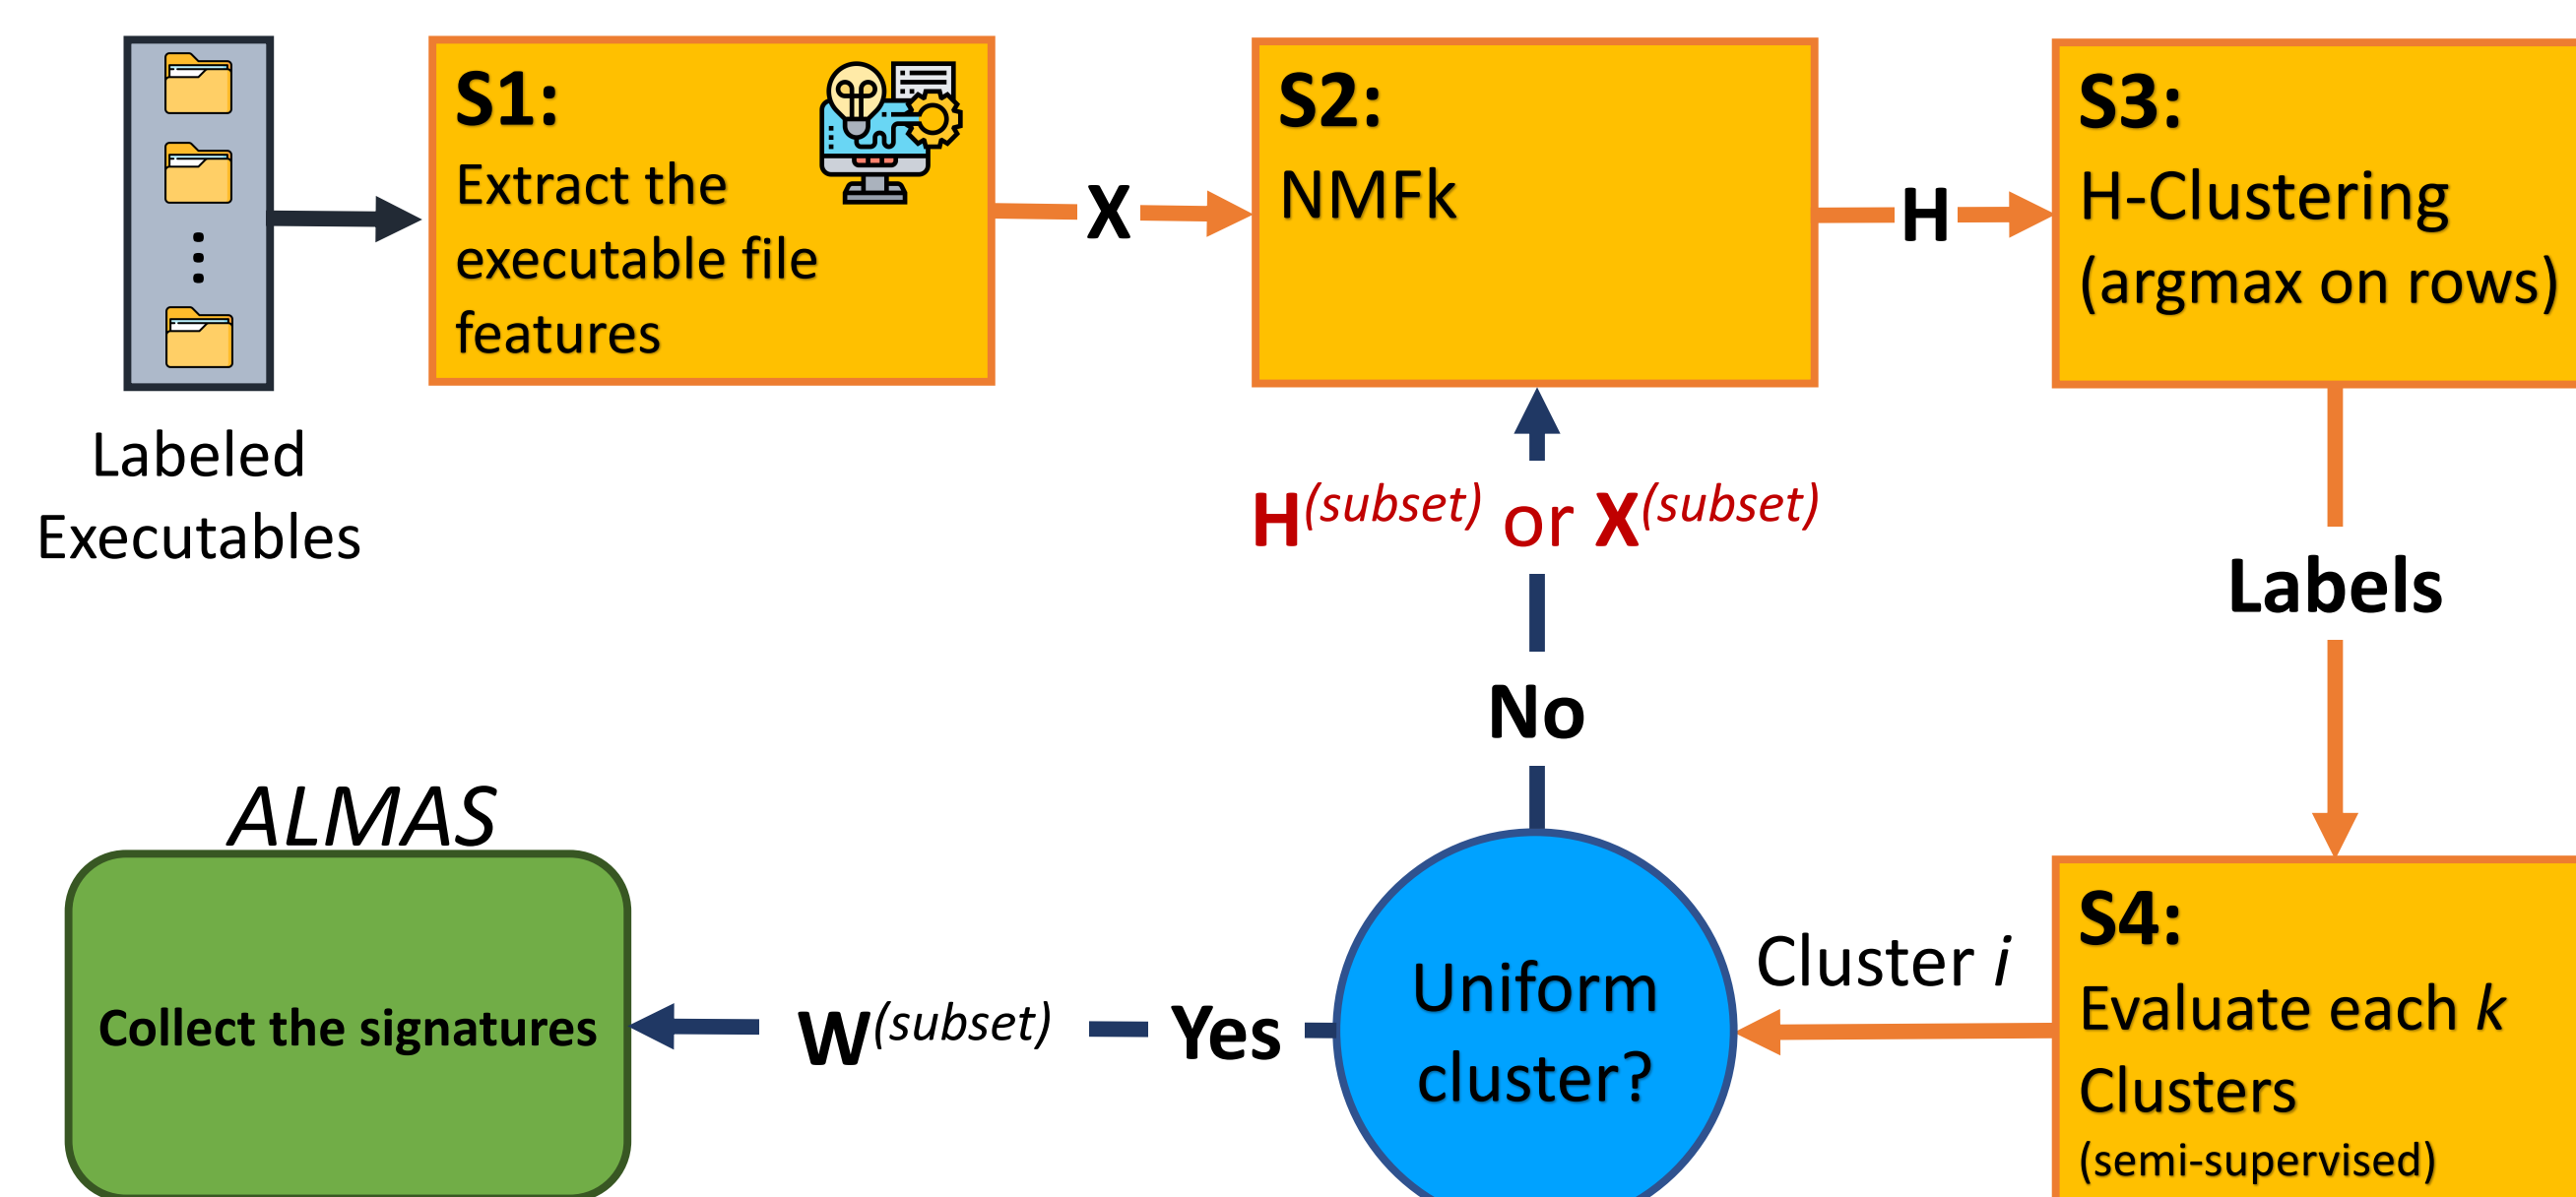 S1:
Extract the
executable file
features
X
S2:
NMFk
H
S3:
H-Clustering
(argmax on rows)
Labeled
Executables
H(subset) or X(subset)
No
Labels
ALMAS
Collect the signatures
W(subset)
Yes
Uniform
cluster?
Cluster i
S4:
Evaluate each k
Clusters
(semi-supervised)